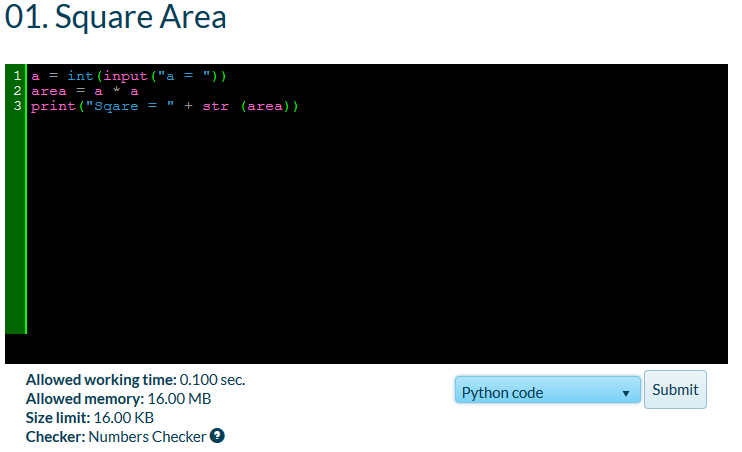 01. Square Area
1 a = int(input("a = "))
2 area = a * a
3 print("Sqare = " + str (area))
Allowed working time: 0.100 sec.
Allowed memory: 16.00 MB
Size limit: 16.00 KB
Checker: Numbers Checker ?
Python code
Submit